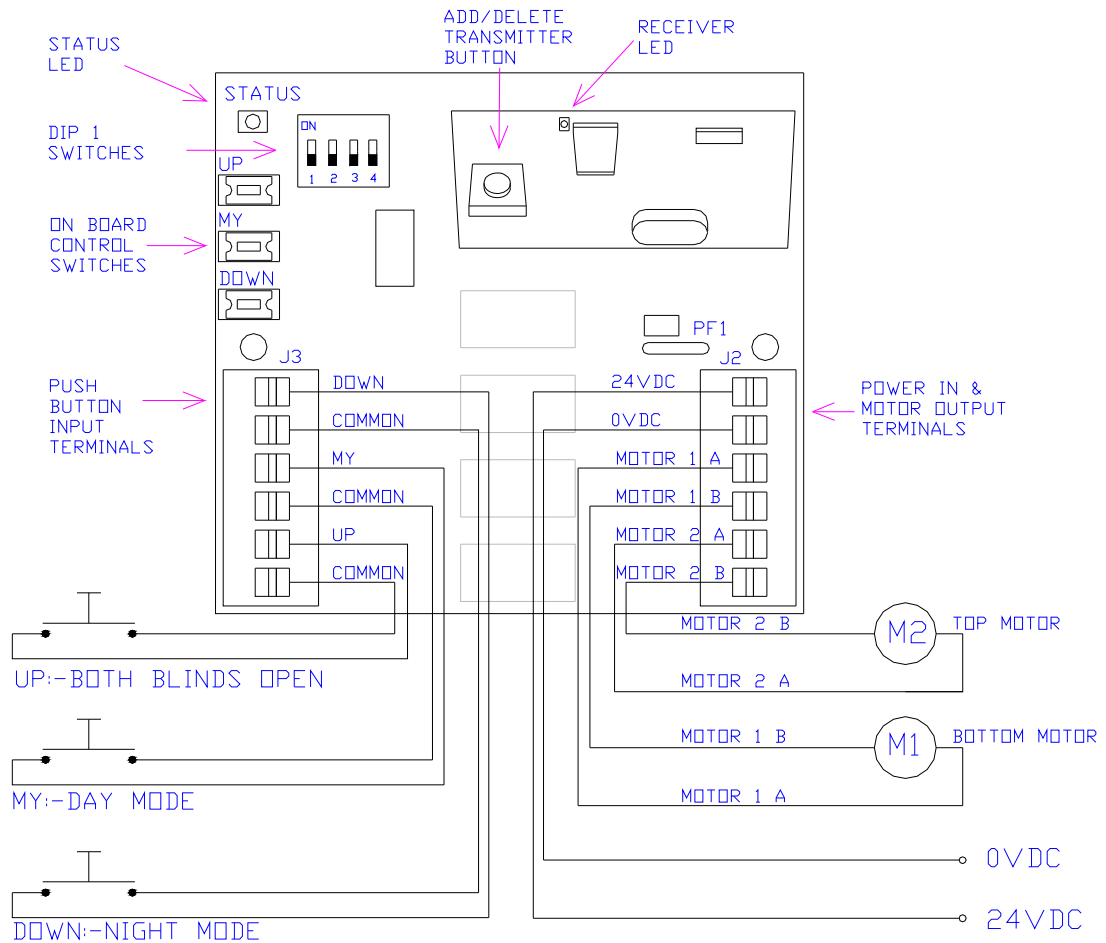 ADD/DELETE
TRANSMITTER
BUTTON
RECEIVER
LED
STATUS
LED
STATUS
DIP 1
SWITCHES
ON
1 2 3 4
UP
MY
ON BOARD
CONTROL
SWITCHES
DOWN
PF1
J3
J2
PUSH
BUTTON
INPUT
TERMINALS
DOWN
COMMON
MY
COMMON
UP
COMMON
24VDC
0VDC
MOTOR 1 A
MOTOR 1 B
MOTOR 2 A
MOTOR 2 B
POWER IN &
MOTOR OUTPUT
TERMINALS
MOTOR 2 B
M2
TOP MOTOR
MOTOR 2 A
UP:-BOTH BLINDS OPEN
MOTOR 1 B
M1
BOTTOM MOTOR
MOTOR 1 A
MY:-DAY MODE
0VDC
24VDC
DOWN:-NIGHT MODE